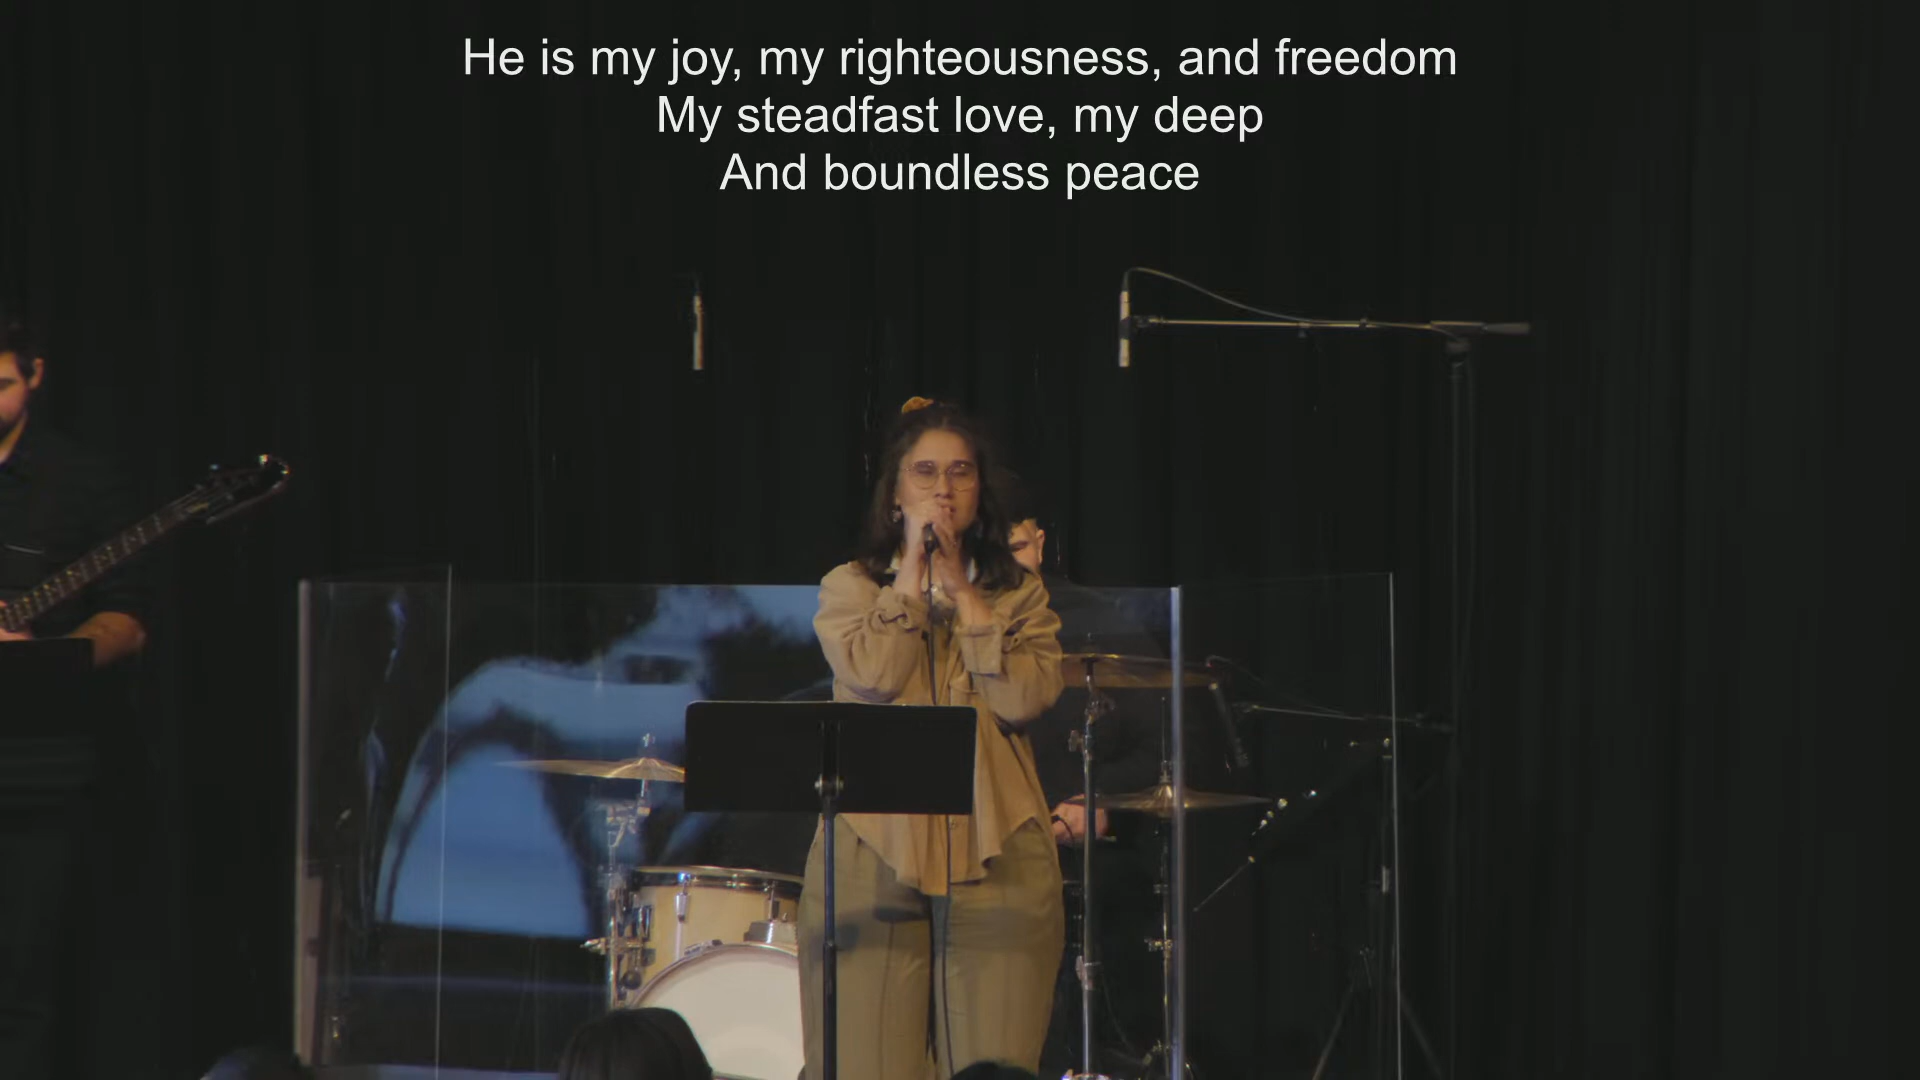 He is my joy, my righteousness, and freedom
My steadfast love, my deep
And boundless peace